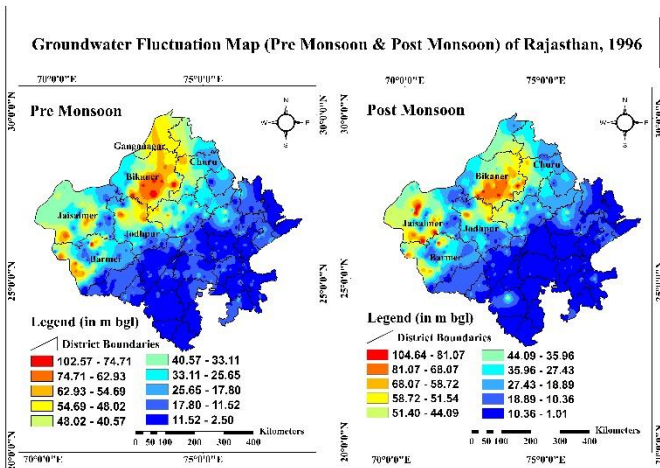 Groundwater Fluctuation Map (Pre Monsoon & Post Monsoon) of Rajasthan, 1996
70°0'0"E 75°0'0"E
30°0'0"N
25°0'0"N
20°0'0"N
Pre Monsoon
N
W E
S
Ganganagar
Churu
Bikaner
Jaisalmer
Jodhpur
Barmer
Legend (in m bgl)
District Boundaries
102.57 - 74.71
74.71 - 62.93
62.93 - 54.69
54.69 - 48.02
48.02 - 40.57
40.57 - 33.11
33.11 - 25.65
25.65 - 17.80
17.80 - 11.52
11.52 - 2.50
Kilometers
0 50 100 200 300 400
70°0'0"E 75°0'0"E
70°0'0"E 75°0'0"E
30°0'0"N
25°0'0"N
20°0'0"N
Post Monsoon
N
W E
S
Churu
Bikaner
Jaisalmer
Jodhpur
Barmer
Legend (in m bgl)
District Boundaries
104.64 - 81.07
81.07 - 68.07
68.07 - 58.72
58.72 - 51.54
51.40 - 44.09
44.09 - 35.96
35.96 - 27.43
27.43 - 18.89
18.89 - 10.36
10.36 - 1.01
Kilometers
0 50 100 200 300 400
70°0'0"E 75°0'0"E